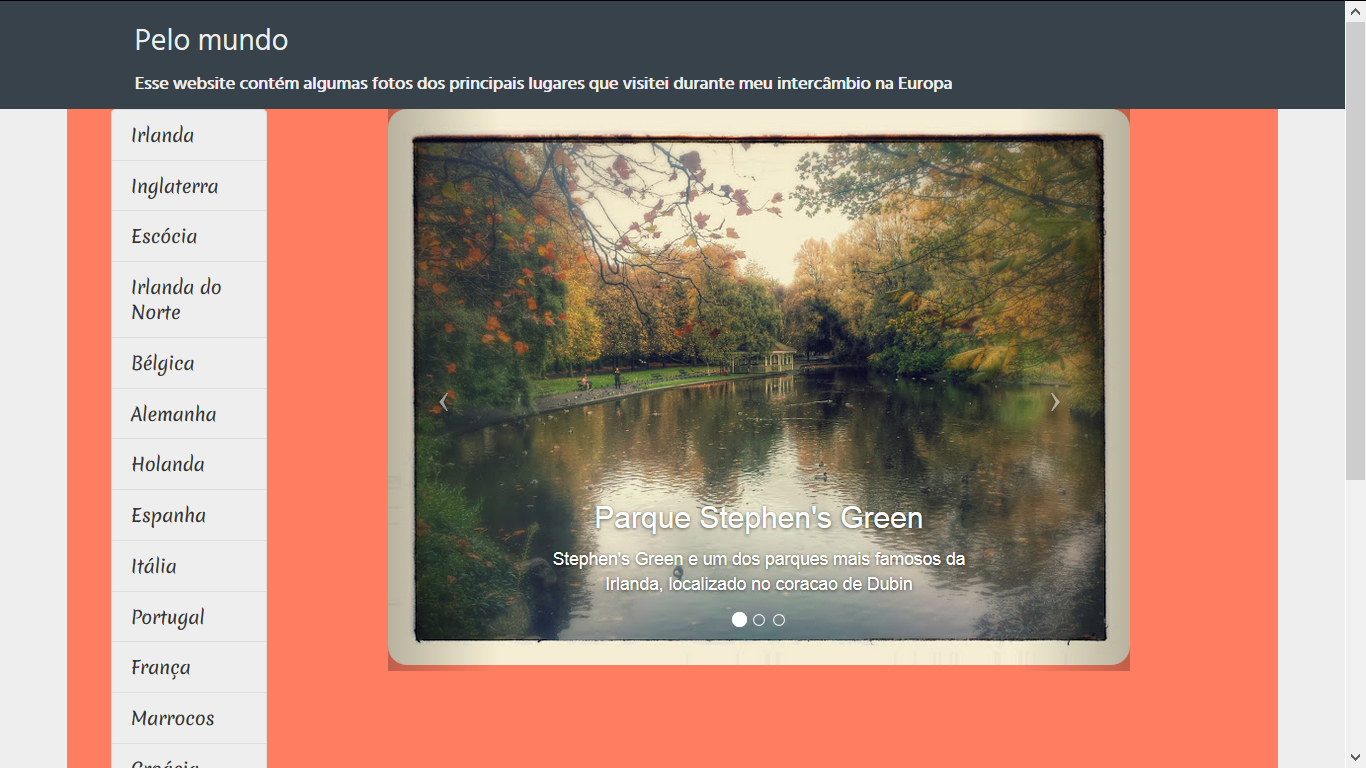 Pelo mundo
Esse website contém algumas fotos dos principais lugares que visitei durante meu intercâmbio na Europa
Irlanda
Inglaterra
Escócia
Irlanda do
Norte
Bélgica
Alemanha
Holanda
Espanha
Itália
Portugal
França
Marrocos
Croácia
Parque Stephen's Green
Stephen's Green e um dos parques mais famosos da
Irlanda, localizado no coracao de Dubin